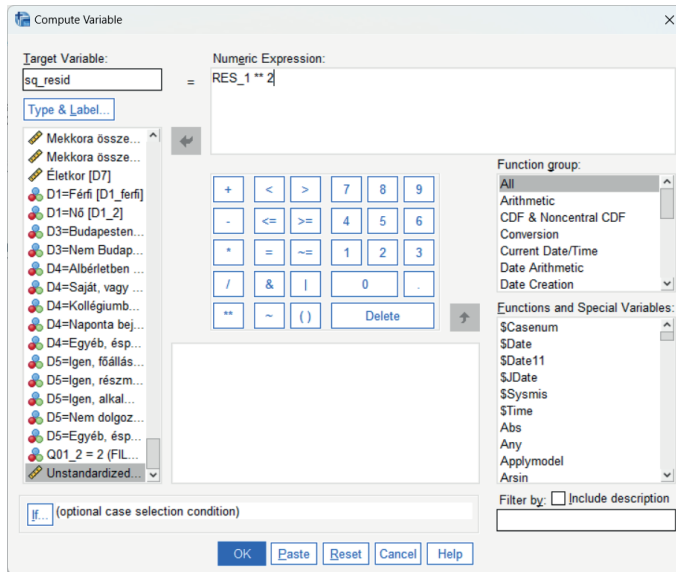 Compute Variable
Target Variable:
sq_resid
=
Numeric Expression:
RES_1 ** 2
Type & Label...
Mekkora össze...
Mekkora össze...
Életkor [D7]
D1=Férfi [D1_ferfi]
D1=Nő [D1_2]
D3=Budapesten...
D3=Nem Budap...
D4=Albérletben ...
D4=Saját, vagy ...
D4=Kollégiumb...
D4=Naponta bej...
D4=Egyéb, ésp...
D5=Igen, főállás...
D5=Igen, részm...
D5=Igen, alkal...
D5=Nem dolgoz...
D5=Egyéb, ésp...
Q01_2 = 2 (FIL...
Unstandardized...
+ < > 7 8 9
- <= >= 4 5 6
* = ~= 1 2 3
/ & | 0 .
** ~ ( ) Delete
Function group:
All
Arithmetic
CDF & Noncentral CDF
Conversion
Current Date/Time
Date Arithmetic
Date Creation
Functions and Special Variables:
$Casenum
$Date
$Date11
$JDate
$Sysmis
$Time
Abs
Any
Applymodel
Arsin
If... (optional case selection condition)
Filter by: Include description
OK Paste Reset Cancel Help